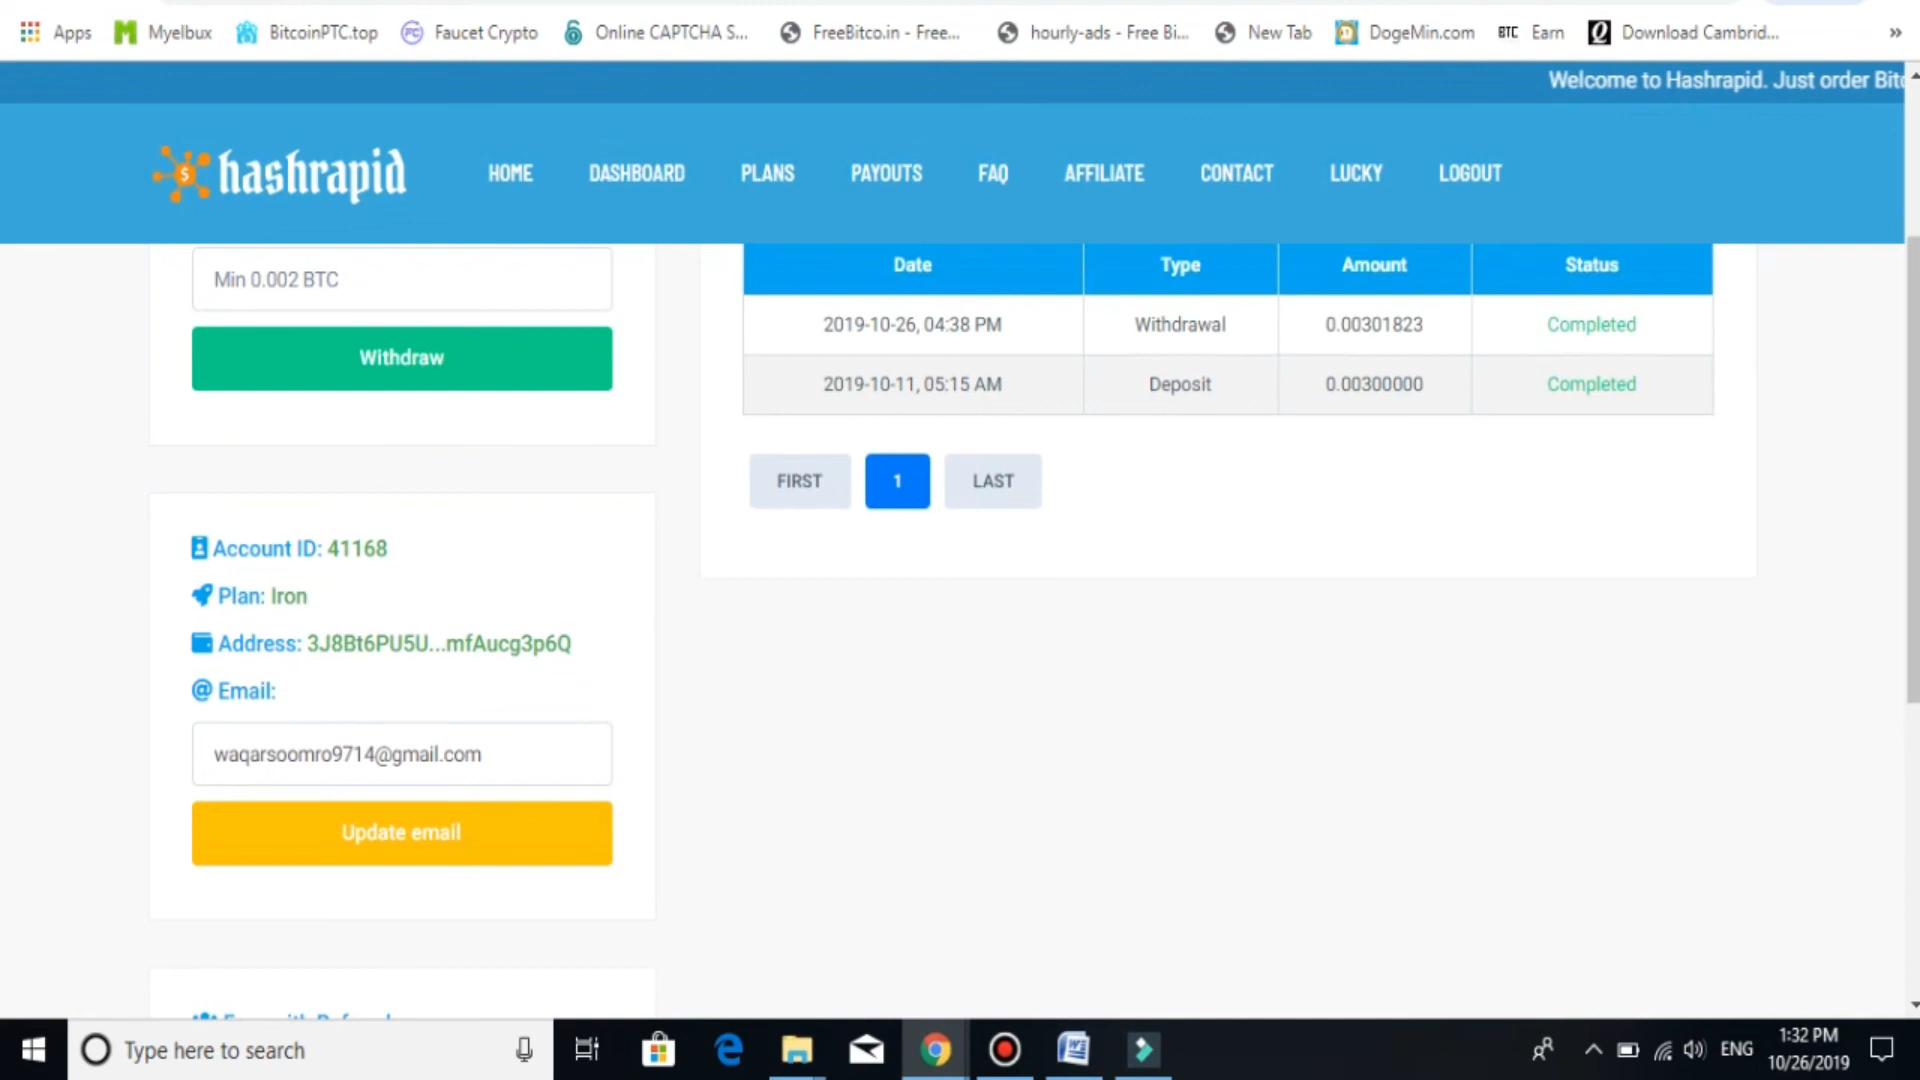 Apps Myelbux BitcoinPTC.top Faucet Crypto Online CAPTCHA S... FreeBitco.in - Free... hourly-ads - Free Bi... New Tab DogeMin.com BTC Earn Download Cambrid... »
Welcome to Hashrapid. Just order Bitc
hashrapid HOME DASHBOARD PLANS PAYOUTS FAQ AFFILIATE CONTACT LUCKY LOGOUT
Min 0.002 BTC
Withdraw
Date Type Amount Status
2019-10-26, 04:38 PM Withdrawal 0.00301823 Completed
2019-10-11, 05:15 AM Deposit 0.00300000 Completed
FIRST 1 LAST
Account ID: 41168
Plan: Iron
Address: 3J8Bt6PU5U...mfAucg3p6Q
@ Email:
waqarsoomro9714@gmail.com
Update email
Type here to search
ENG
1:32 PM
10/26/2019